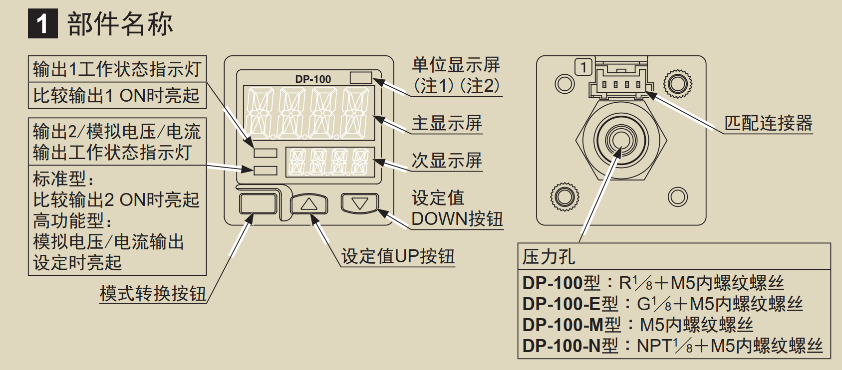 1 部件名称
输出1工作状态指示灯
比较输出1 ON时亮起
输出2/模拟电压/电流
输出工作状态指示灯
标准型：
比较输出2 ON时亮起
高功能型：
模拟电压/电流输出
设定时亮起
模式转换按钮
DP-100
单位显示屏
(注1) (注2)
主显示屏
次显示屏
设定值
DOWN按钮
设定值UP按钮
1
匹配连接器
压力孔
DP-100型：R1/8＋M5内螺纹螺丝
DP-100-E型：G1/8＋M5内螺纹螺丝
DP-100-M型：M5内螺纹螺丝
DP-100-N型：NPT1/8＋M5内螺纹螺丝